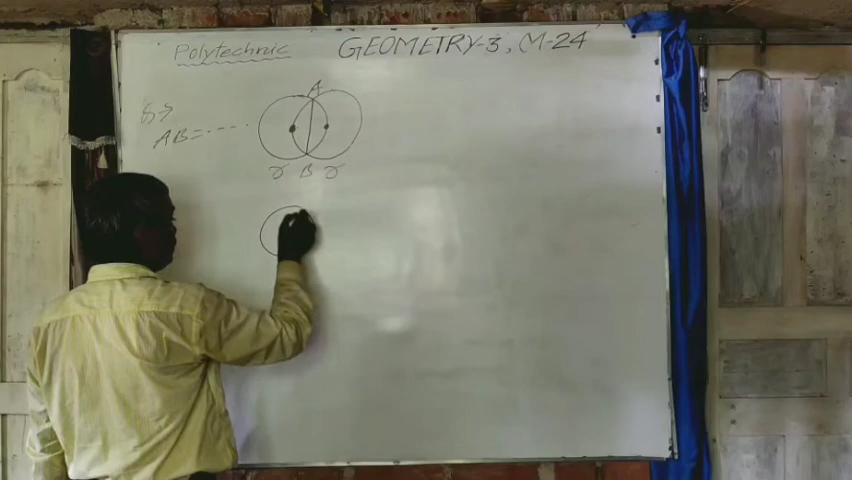 Polytechnic GEOMETRY-3, M-24
A
AB=----
r B r